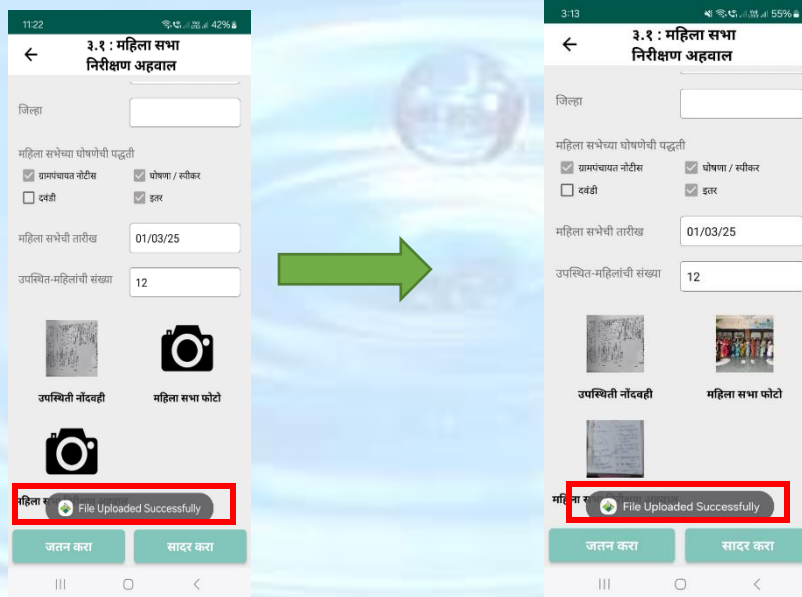 11:22
42%
३.१ : महिला सभा
निरीक्षण अहवाल
जिल्हा
महिला सभेच्या घोषणेची पद्धती
ग्रामपंचायत नोटीस
घोषणा / स्पीकर
दवंडी
इतर
महिला सभेची तारीख
01/03/25
उपस्थित-महिलांची संख्या
12
उपस्थिती नोंदवही
महिला सभा फोटो
File Uploaded Successfully
जतन करा
सादर करा
3:13
55%
३.१ : महिला सभा
निरीक्षण अहवाल
जिल्हा
महिला सभेच्या घोषणेची पद्धती
ग्रामपंचायत नोटीस
घोषणा / स्पीकर
दवंडी
इतर
महिला सभेची तारीख
01/03/25
उपस्थित-महिलांची संख्या
12
उपस्थिती नोंदवही
महिला सभा फोटो
File Uploaded Successfully
जतन करा
सादर करा